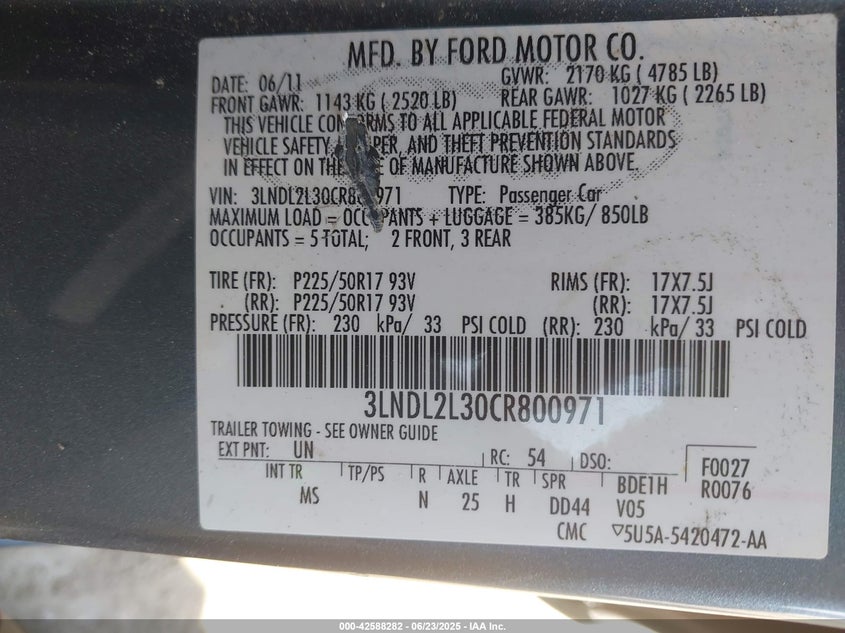 MFD. BY FORD MOTOR CO.
DATE: 06/11 GVWR: 2170 KG ( 4785 LB)
FRONT GAWR: 1143 KG ( 2520 LB) REAR GAWR: 1027 KG ( 2265 LB)
THIS VEHICLE CONFORMS TO ALL APPLICABLE FEDERAL MOTOR
VEHICLE SAFETY, PER, AND THEFT PREVENTION STANDARDS
IN EFFECT ON THE OF MANUFACTURE SHOWN ABOVE.
VIN: 3LNDL2L30CR800971 TYPE: Passenger Car
MAXIMUM LOAD = OCCUPANTS + LUGGAGE = 385KG/ 850LB
OCCUPANTS = 5 TOTAL; 2 FRONT, 3 REAR
TIRE (FR): P225/50R17 93V RIMS (FR): 17X7.5J
(RR): P225/50R17 93V (RR): 17X7.5J
PRESSURE (FR): 230 kPa/ 33 PSI COLD (RR): 230 kPa/ 33 PSI COLD
3LNDL2L30CR800971
TRAILER TOWING - SEE OWNER GUIDE
EXT PNT: UN RC: 54 DSO: F0027
INT TR TP/PS R AXLE TR SPR BDE1H R0076
MS N 25 H DD44 V05
CMC ▽5U5A-5420472-AA
000-42588282 - 06/23/2025 - IAA Inc.